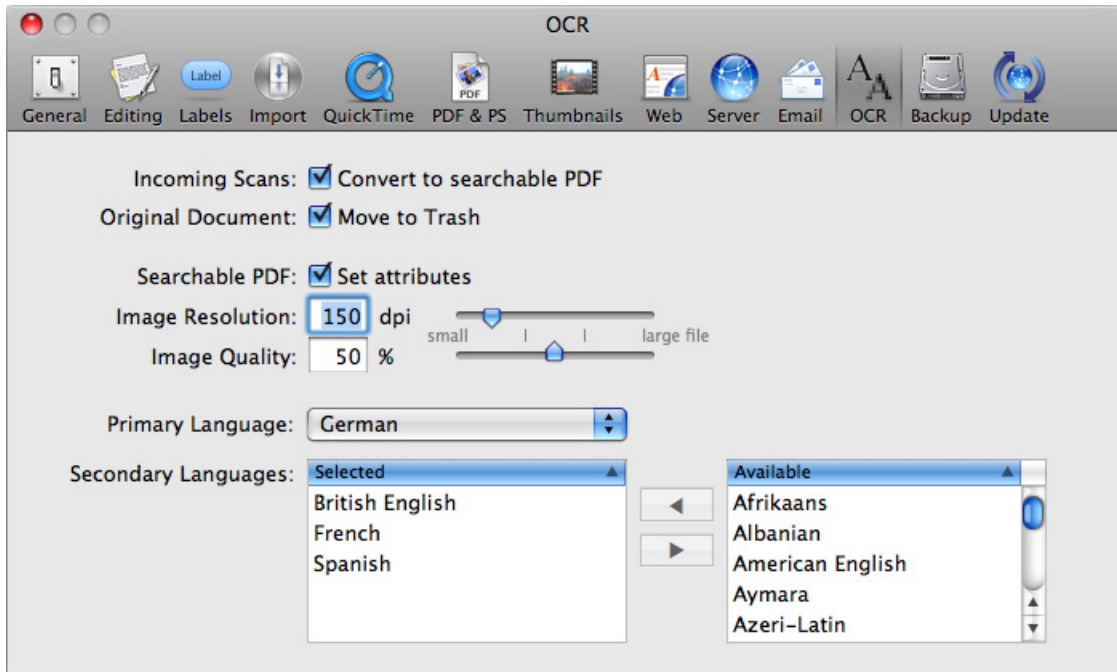 OCR
Label
PDF
General Editing Labels Import QuickTime PDF & PS Thumbnails Web Server Email OCR Backup Update
Incoming Scans: Convert to searchable PDF
Original Document: Move to Trash
Searchable PDF: Set attributes
Image Resolution: 150 dpi
small large file
Image Quality: 50 %
Primary Language: German
Secondary Languages: Selected Available
British English Afrikaans
French Albanian
Spanish American English
Aymara
Azeri-Latin